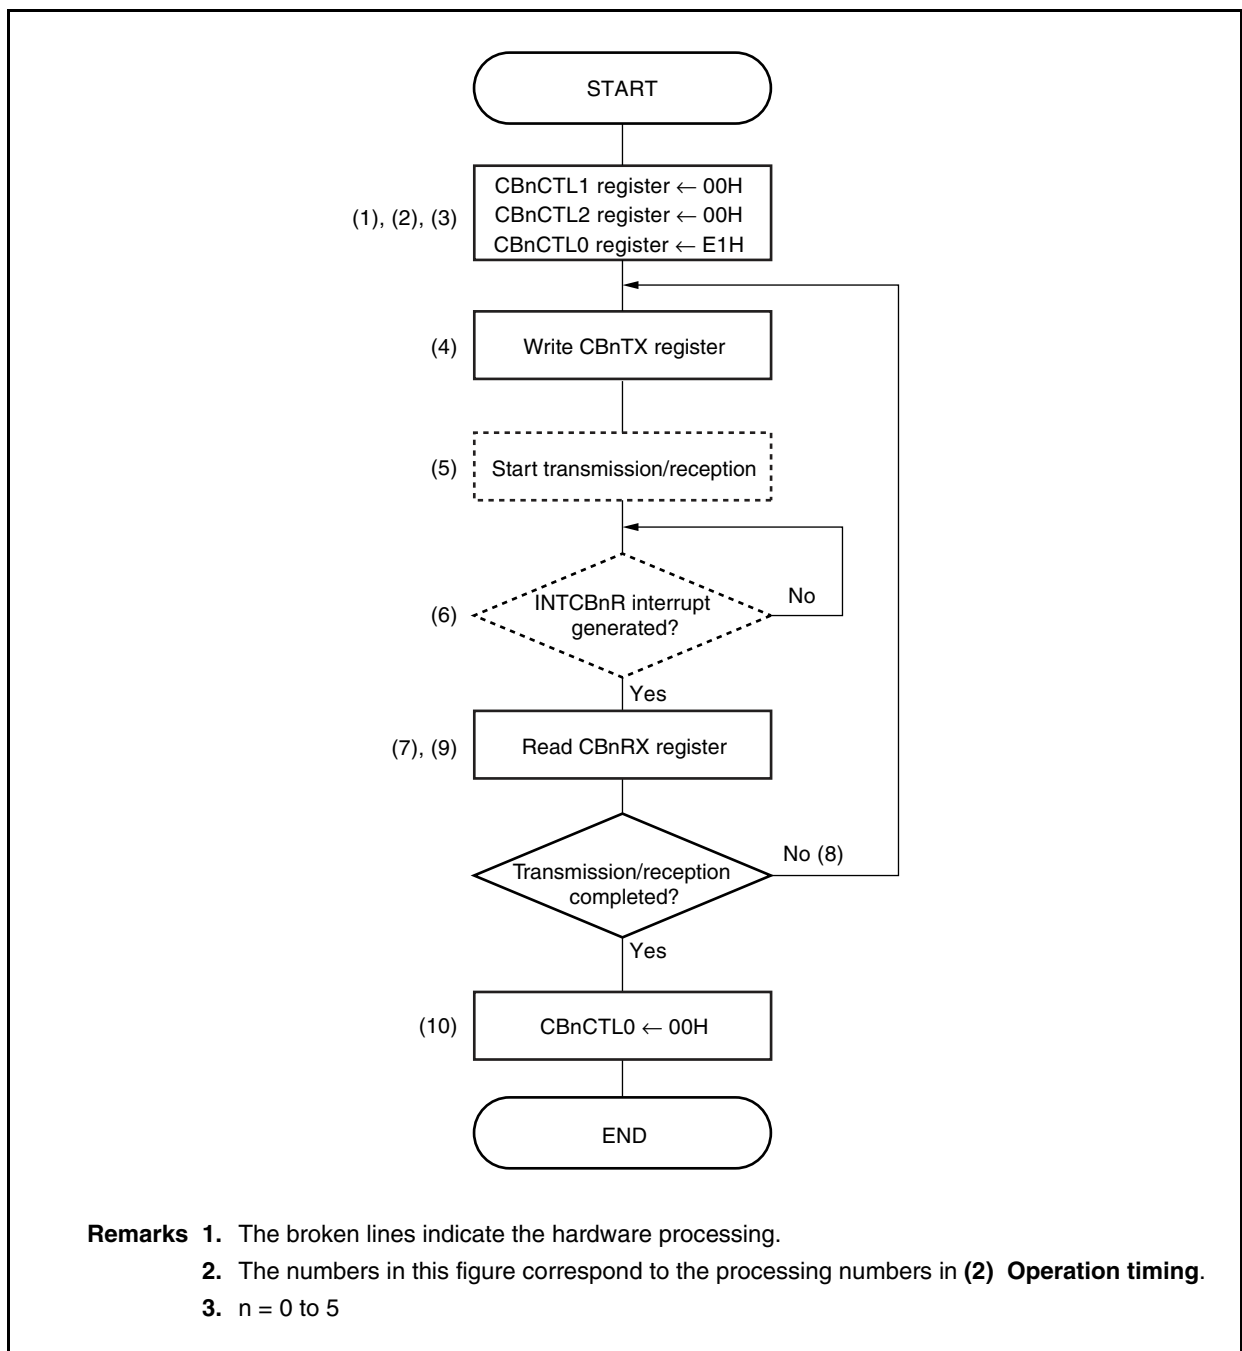 START
CBnCTL1 register ← 00H
(1), (2), (3) CBnCTL2 register ← 00H
CBnCTL0 register ← E1H
(4) Write CBnTX register
(5) Start transmission/reception
(6) INTCBnR interrupt
generated?
No
Yes
(7), (9) Read CBnRX register
Transmission/reception
completed?
No (8)
Yes
(10) CBnCTL0 ← 00H
END
Remarks 1. The broken lines indicate the hardware processing.
2. The numbers in this figure correspond to the processing numbers in (2) Operation timing.
3. n = 0 to 5